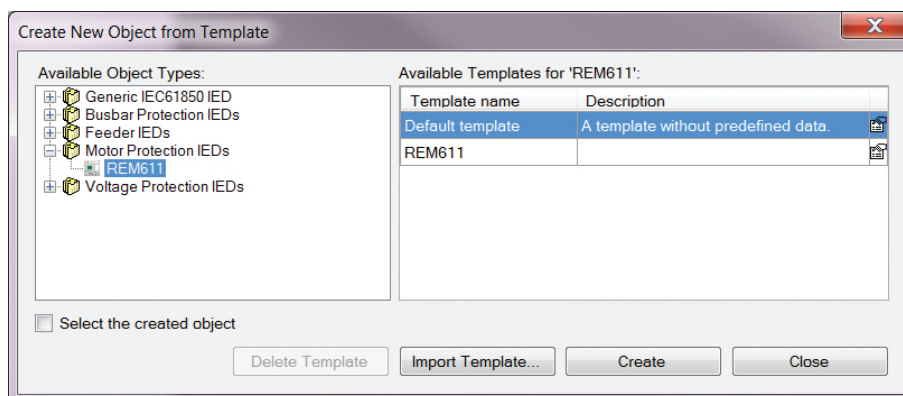 Create New Object from Template
Available Object Types:
Generic IEC61850 IED
Busbar Protection IEDs
Feeder IEDs
Motor Protection IEDs
REM611
Voltage Protection IEDs
Available Templates for 'REM611':
Template name Description
Default template A template without predefined data.
REM611
Select the created object
Delete Template Import Template... Create Close